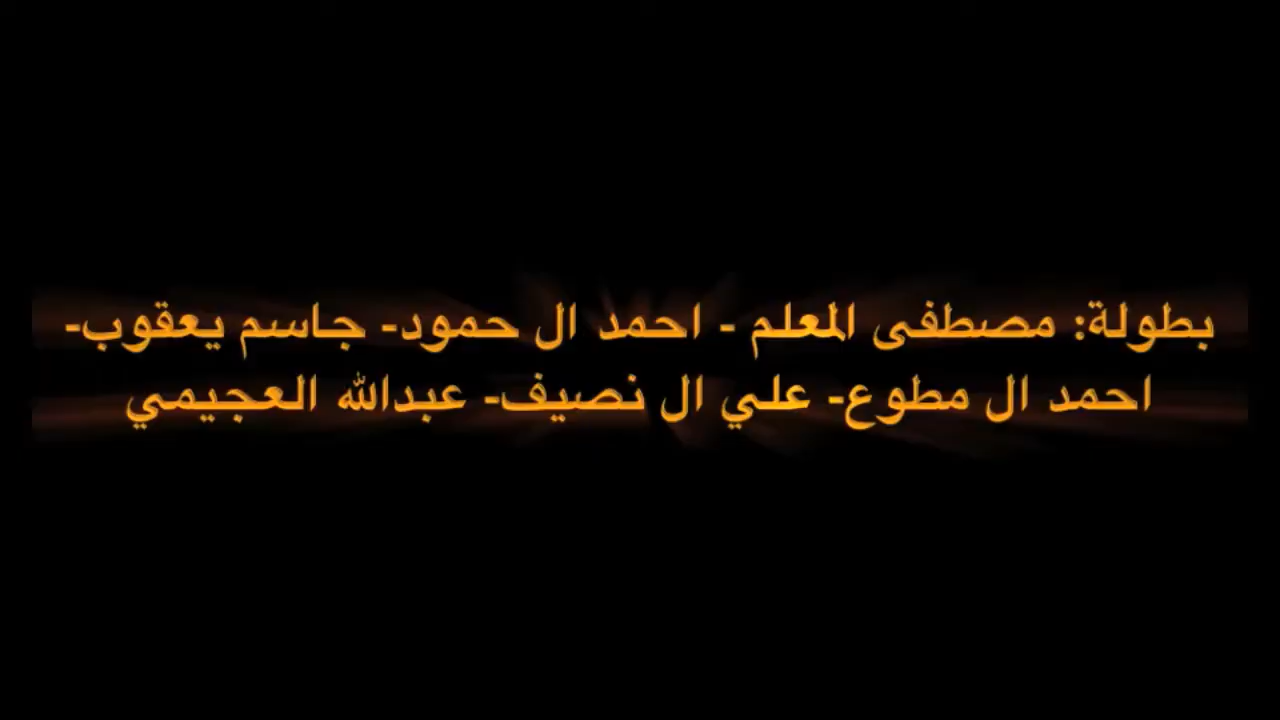 بطولة: مصطفى المعلم - احمد ال حمود- جاسم يعقوب-
احمد ال مطوع- علي ال نصيف- عبدالله العجيمي